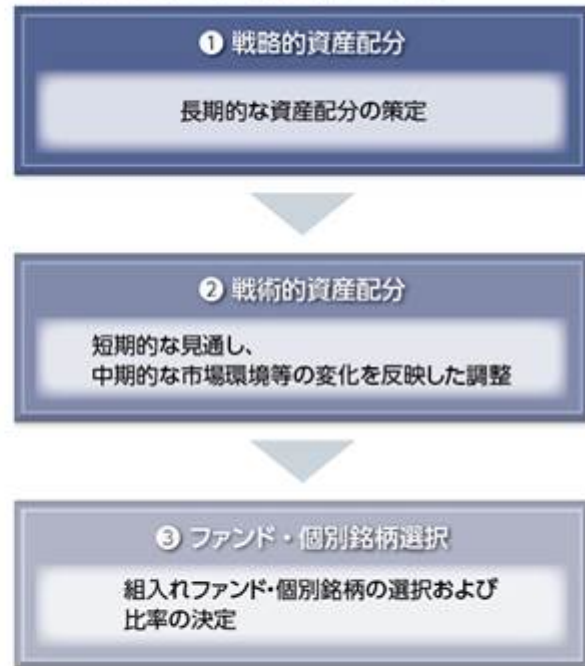 ❶ 戦略的資産配分
長期的な資産配分の策定
❷ 戦術的資産配分
短期的な見通し、
中期的な市場環境等の変化を反映した調整
❸ ファンド・個別銘柄選択
組入れファンド・個別銘柄の選択および
比率の決定